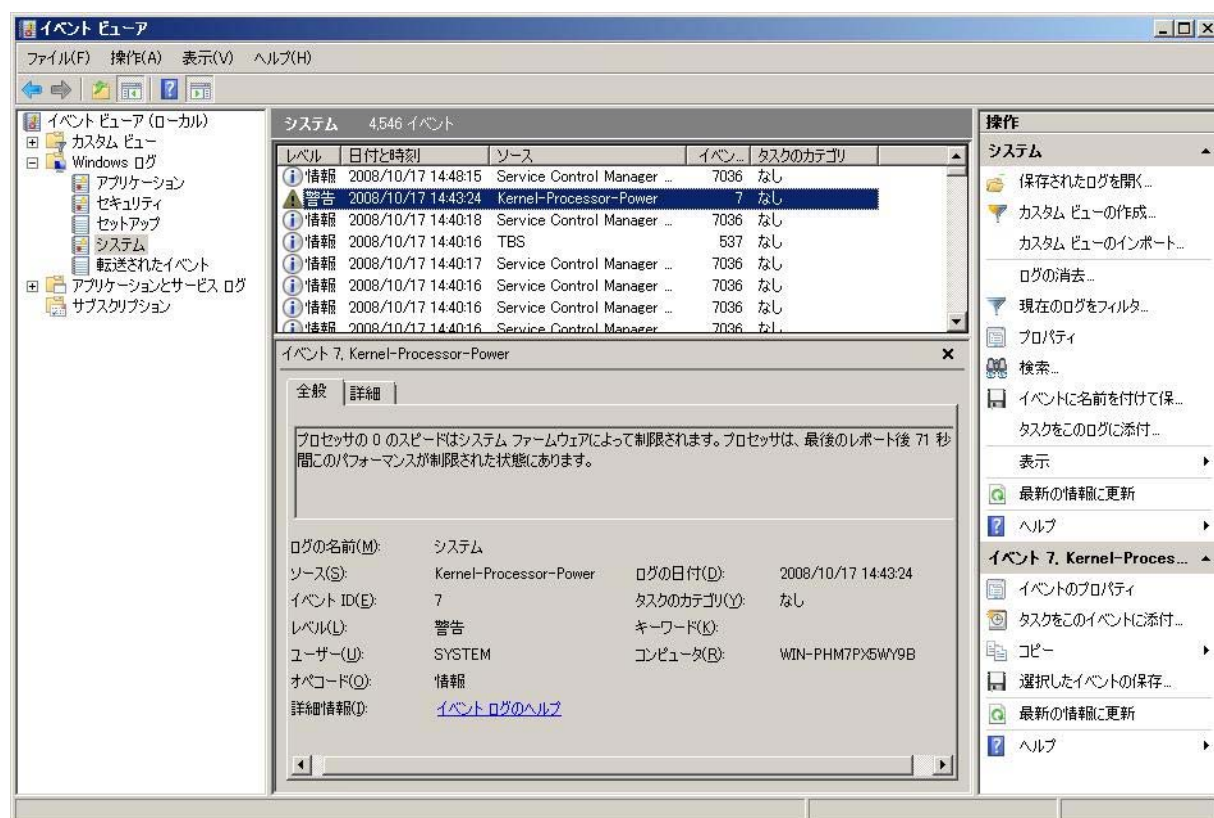 イベント ビューア
ファイル(F) 操作(A) 表示(V) ヘルプ(H)
イベント ビューア (ローカル)
カスタム ビュー
Windows ログ
アプリケーション
セキュリティ
セットアップ
システム
転送されたイベント
アプリケーションとサービス ログ
サブスクリプション
システム 4,546 イベント
レベル 日付と時刻 ソース イベン... タスクのカテゴリ
情報 2008/10/17 14:48:15 Service Control Manager ... 7036 なし
警告 2008/10/17 14:43:24 Kernel-Processor-Power 7 なし
情報 2008/10/17 14:40:18 Service Control Manager ... 7036 なし
情報 2008/10/17 14:40:16 TBS 537 なし
情報 2008/10/17 14:40:17 Service Control Manager ... 7036 なし
情報 2008/10/17 14:40:16 Service Control Manager ... 7036 なし
情報 2008/10/17 14:40:16 Service Control Manager ... 7036 なし
情報 2008/10/17 14:40:16 Service Control Manager 7036 なし
イベント 7, Kernel-Processor-Power
全般 詳細
プロセッサの 0 のスピードはシステム ファームウェアによって制限されます。プロセッサは、最後のレポート後 71 秒
間このパフォーマンスが制限された状態にあります。
ログの名前(M): システム
ソース(S): Kernel-Processor-Power ログの日付(D): 2008/10/17 14:43:24
イベント ID(E): 7 タスクのカテゴリ(Y): なし
レベル(L): 警告 キーワード(K):
ユーザー(U): SYSTEM コンピュータ(R): WIN-PHM7PX5WY9B
オペコード(O): 情報
詳細情報(I): イベント ログのヘルプ
操作
システム
保存されたログを開く...
カスタム ビューの作成...
カスタム ビューのインポート...
ログの消去...
現在のログをフィルタ...
プロパティ
検索...
イベントに名前を付けて保...
タスクをこのログに添付...
表示
最新の情報に更新
ヘルプ
イベント 7, Kernel-Proces...
イベントのプロパティ
タスクをこのイベントに添付...
コピー
選択したイベントの保存...
最新の情報に更新
ヘルプ